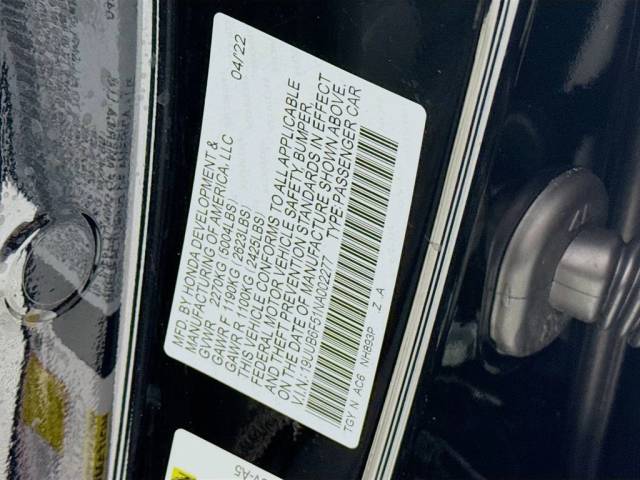 MFD. BY HONDA DEVELOPMENT &
MANUFACTURING OF AMERICA, LLC 04/22
GVWR 2270KG (5004LBS)
GAWR F 1190KG (2623LBS)
GAWR R 1100KG (2425LBS)
THIS VEHICLE CONFORMS TO ALL APPLICABLE
FEDERAL MOTOR VEHICLE SAFETY, BUMPER,
AND THEFT PREVENTION STANDARDS IN EFFECT
ON THE DATE OF MANUFACTURE SHOWN ABOVE.
V.I.N.: 19UUB6F51NA002277 TYPE:PASSENGER CAR
TGY N AC6 NH893P Z A